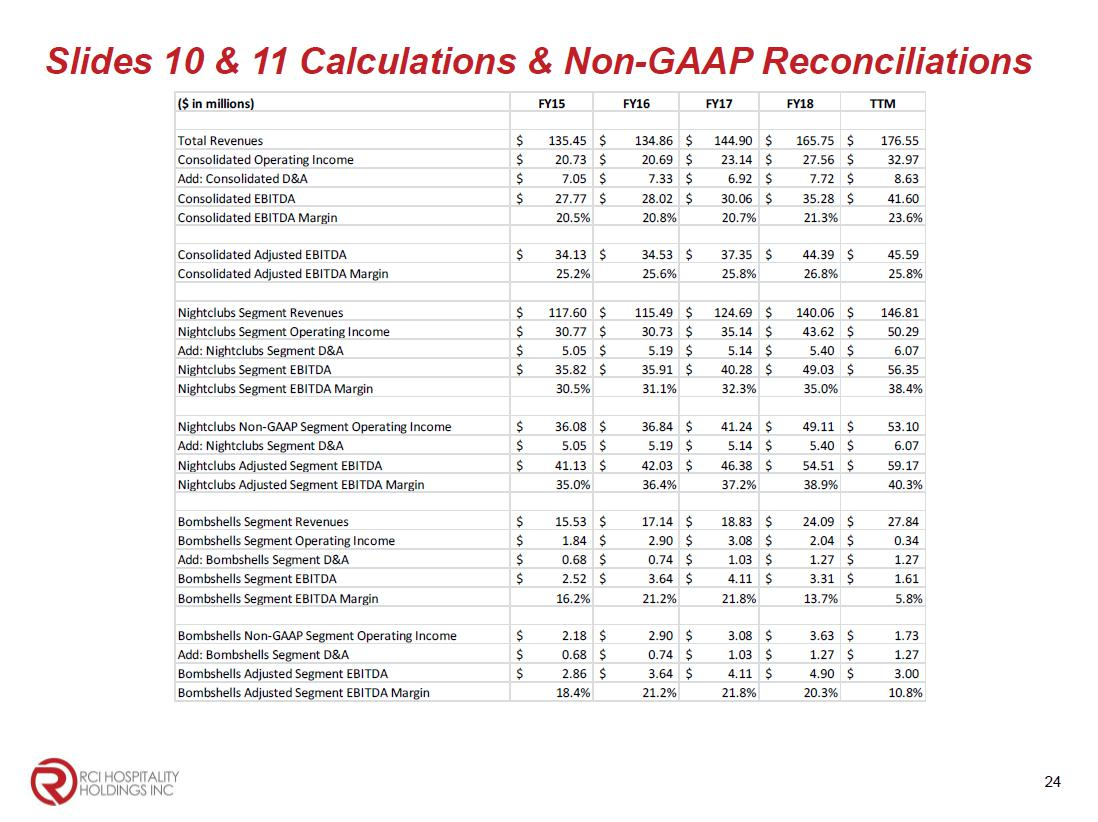 Slides 10 & 11 Calculations & Non-GAAP Reconciliations
($ in millions) FY15 FY16 FY17 FY18 TTM
Total Revenues $ 135.45 $ 134.86 $ 144.90 $ 165.75 $ 176.55
Consolidated Operating Income $ 20.73 $ 20.69 $ 23.14 $ 27.56 $ 32.97
Add: Consolidated D&A $ 7.05 $ 7.33 $ 6.92 $ 7.72 $ 8.63
Consolidated EBITDA $ 27.77 $ 28.02 $ 30.06 $ 35.28 $ 41.60
Consolidated EBITDA Margin 20.5% 20.8% 20.7% 21.3% 23.6%
Consolidated Adjusted EBITDA $ 34.13 $ 34.53 $ 37.35 $ 44.39 $ 45.59
Consolidated Adjusted EBITDA Margin 25.2% 25.6% 25.8% 26.8% 25.8%
Nightclubs Segment Revenues $ 117.60 $ 115.49 $ 124.69 $ 140.06 $ 146.81
Nightclubs Segment Operating Income $ 30.77 $ 30.73 $ 35.14 $ 43.62 $ 50.29
Add: Nightclubs Segment D&A $ 5.05 $ 5.19 $ 5.14 $ 5.40 $ 6.07
Nightclubs Segment EBITDA $ 35.82 $ 35.91 $ 40.28 $ 49.03 $ 56.35
Nightclubs Segment EBITDA Margin 30.5% 31.1% 32.3% 35.0% 38.4%
Nightclubs Non-GAAP Segment Operating Income $ 36.08 $ 36.84 $ 41.24 $ 49.11 $ 53.10
Add: Nightclubs Segment D&A $ 5.05 $ 5.19 $ 5.14 $ 5.40 $ 6.07
Nightclubs Adjusted Segment EBITDA $ 41.13 $ 42.03 $ 46.38 $ 54.51 $ 59.17
Nightclubs Adjusted Segment EBITDA Margin 35.0% 36.4% 37.2% 38.9% 40.3%
Bombshells Segment Revenues $ 15.53 $ 17.14 $ 18.83 $ 24.09 $ 27.84
Bombshells Segment Operating Income $ 1.84 $ 2.90 $ 3.08 $ 2.04 $ 0.34
Add: Bombshells Segment D&A $ 0.68 $ 0.74 $ 1.03 $ 1.27 $ 1.27
Bombshells Segment EBITDA $ 2.52 $ 3.64 $ 4.11 $ 3.31 $ 1.61
Bombshells Segment EBITDA Margin 16.2% 21.2% 21.8% 13.7% 5.8%
Bombshells Non-GAAP Segment Operating Income $ 2.18 $ 2.90 $ 3.08 $ 3.63 $ 1.73
Add: Bombshells Segment D&A $ 0.68 $ 0.74 $ 1.03 $ 1.27 $ 1.27
Bombshells Adjusted Segment EBITDA $ 2.86 $ 3.64 $ 4.11 $ 4.90 $ 3.00
Bombshells Adjusted Segment EBITDA Margin 18.4% 21.2% 21.8% 20.3% 10.8%
RCI HOSPITALITY
HOLDINGS INC
24